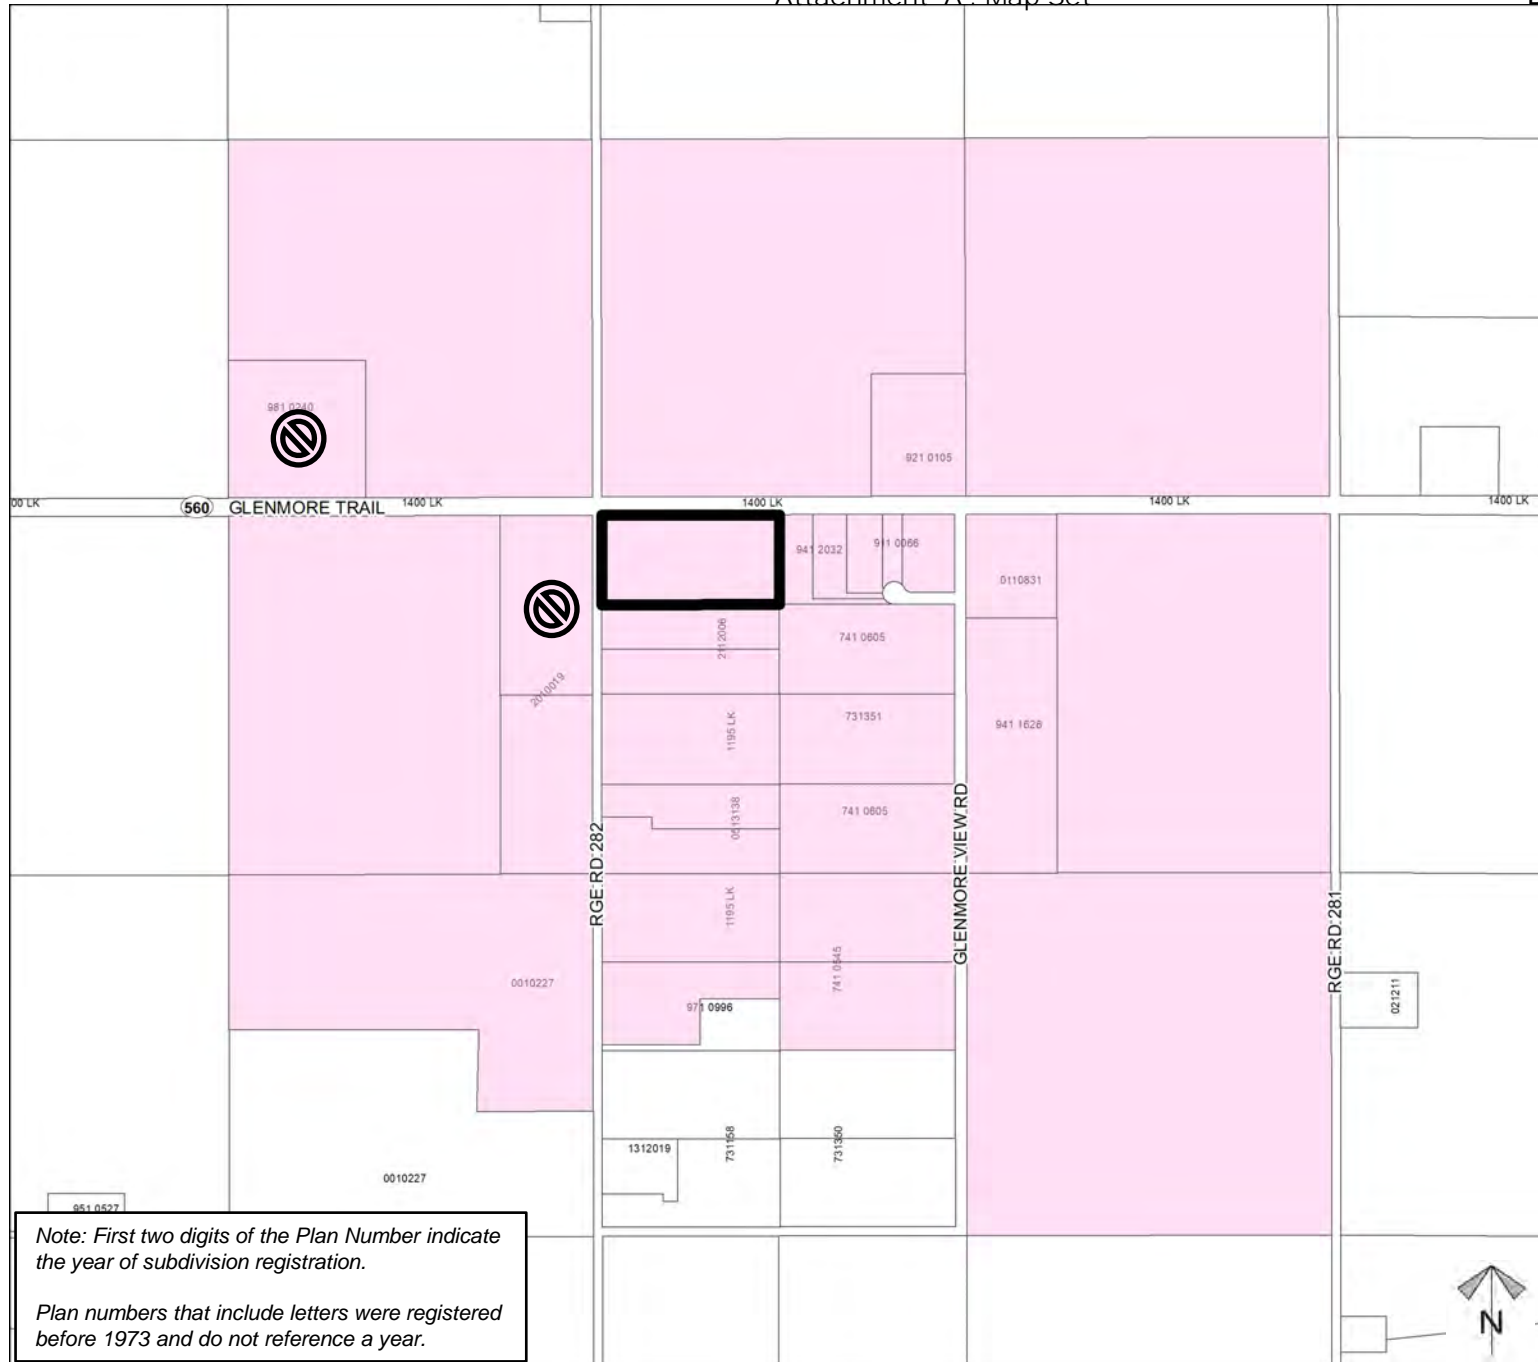 Attachment 'A': Map Set
981 0240
921 0105
00 LK
560
GLENMORE TRAIL
1400 LK
1400 LK
1400 LK
1400 LK
941 2032
911 0066
0110831
2112006
741 0605
2010019
1195 LK
731351
941 1628
0513138
741 0605
RGE RD 282
GLENMORE VIEW RD
1195 LK
741 0545
RGE RD 281
0010227
971 0996
021211
1312019
731158
731350
0010227
951 0527
Note: First two digits of the Plan Number indicate
the year of subdivision registration.
Plan numbers that include letters were registered
before 1973 and do not reference a year.
N